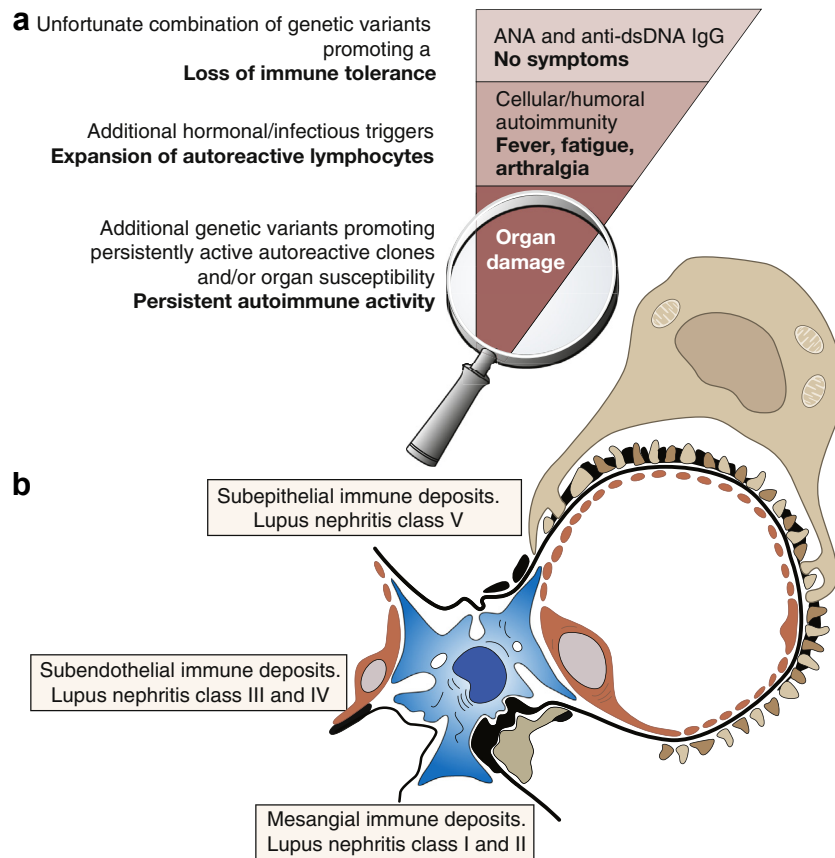 a
Unfortunate combination of genetic variants
promoting a
Loss of immune tolerance
ANA and anti-dsDNA IgG
No symptoms
Additional hormonal/infectious triggers
Expansion of autoreactive lymphocytes
Cellular/humoral
autoimmunity
Fever, fatigue,
arthralgia
Additional genetic variants promoting
persistently active autoreactive clones
and/or organ susceptibility
Persistent autoimmune activity
Organ
damage
b
Subepithelial immune deposits.
Lupus nephritis class V
Subendothelial immune deposits.
Lupus nephritis class III and IV
Mesangial immune deposits.
Lupus nephritis class I and II